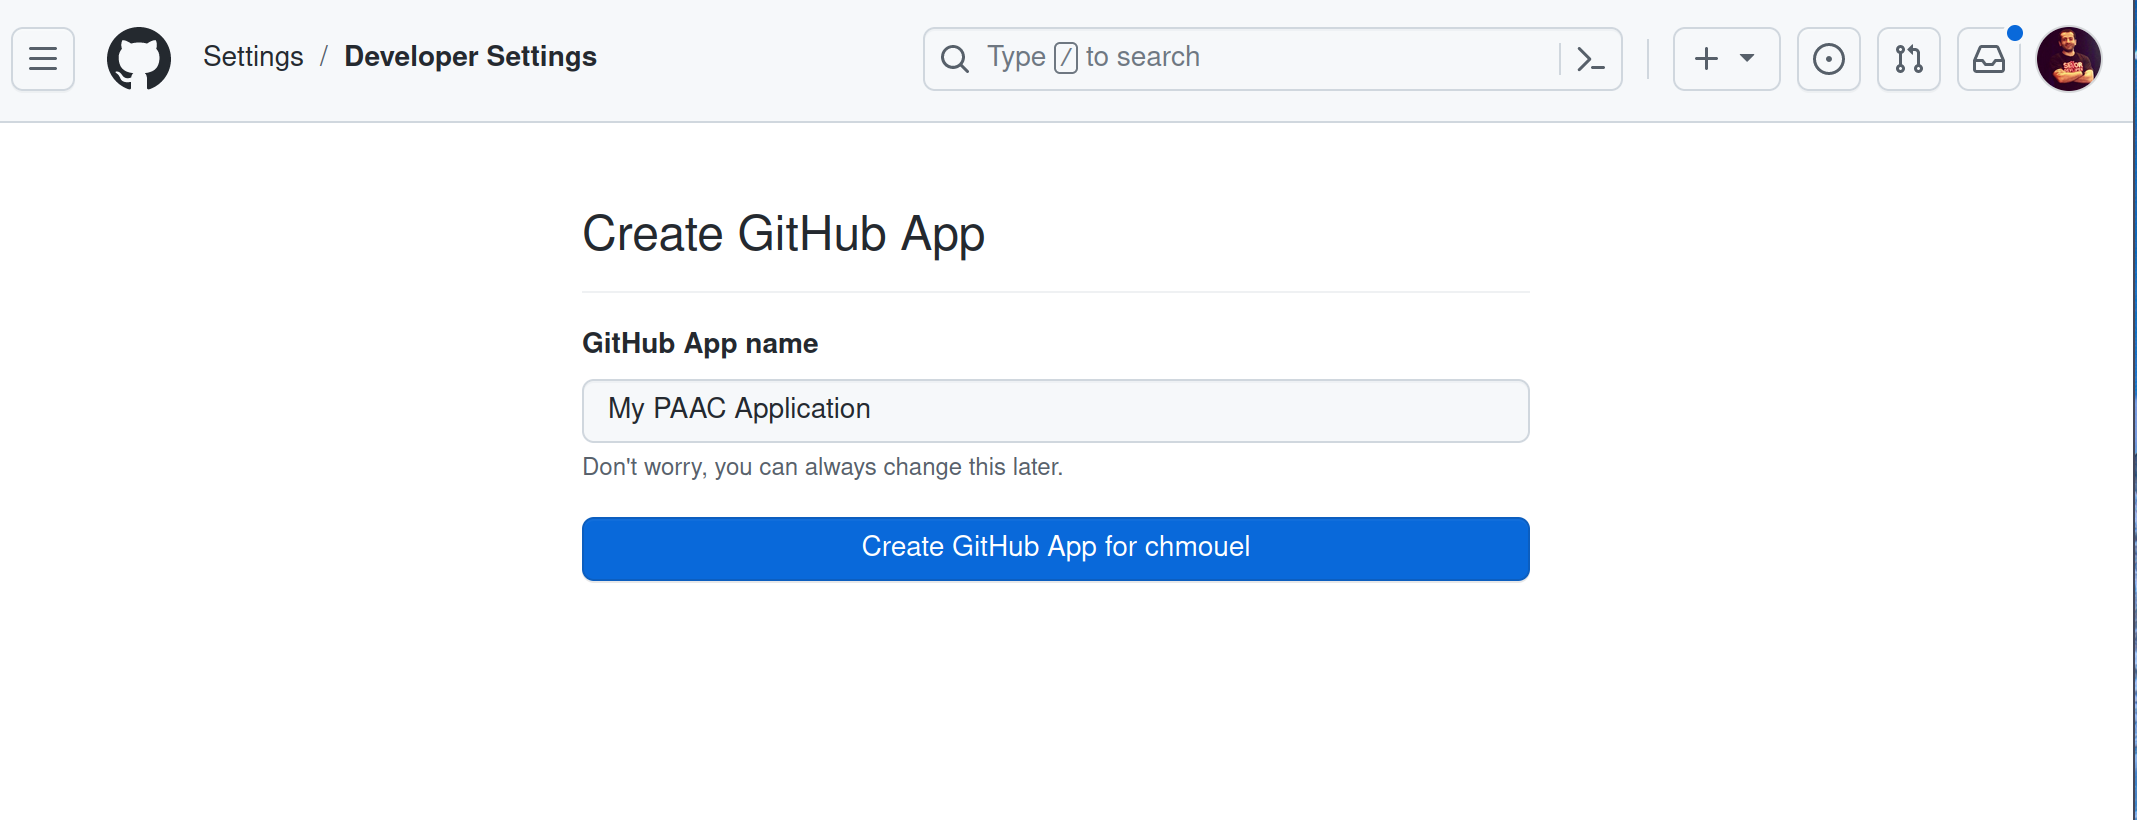 Settings / Developer Settings
Type / to search
Create GitHub App
GitHub App name
My PAAC Application
Don't worry, you can always change this later.
Create GitHub App for chmouel